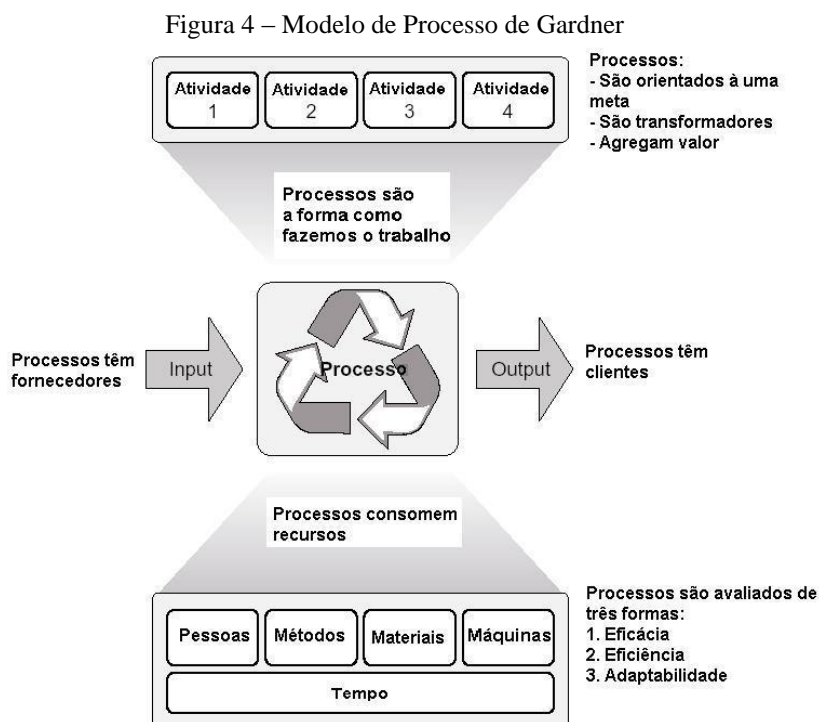 Figura 4 – Modelo de Processo de Gardner
Atividade
1
Atividade
2
Atividade
3
Atividade
4
Processos:
- São orientados à uma
meta
- São transformadores
- Agregam valor
Processos são
a forma como
fazemos o trabalho
Processos têm
fornecedores
Input
Processo
Output
Processos têm
clientes
Processos consomem
recursos
Pessoas
Métodos
Materiais
Máquinas
Tempo
Processos são avaliados de
três formas:
1. Eficácia
2. Eficiência
3. Adaptabilidade